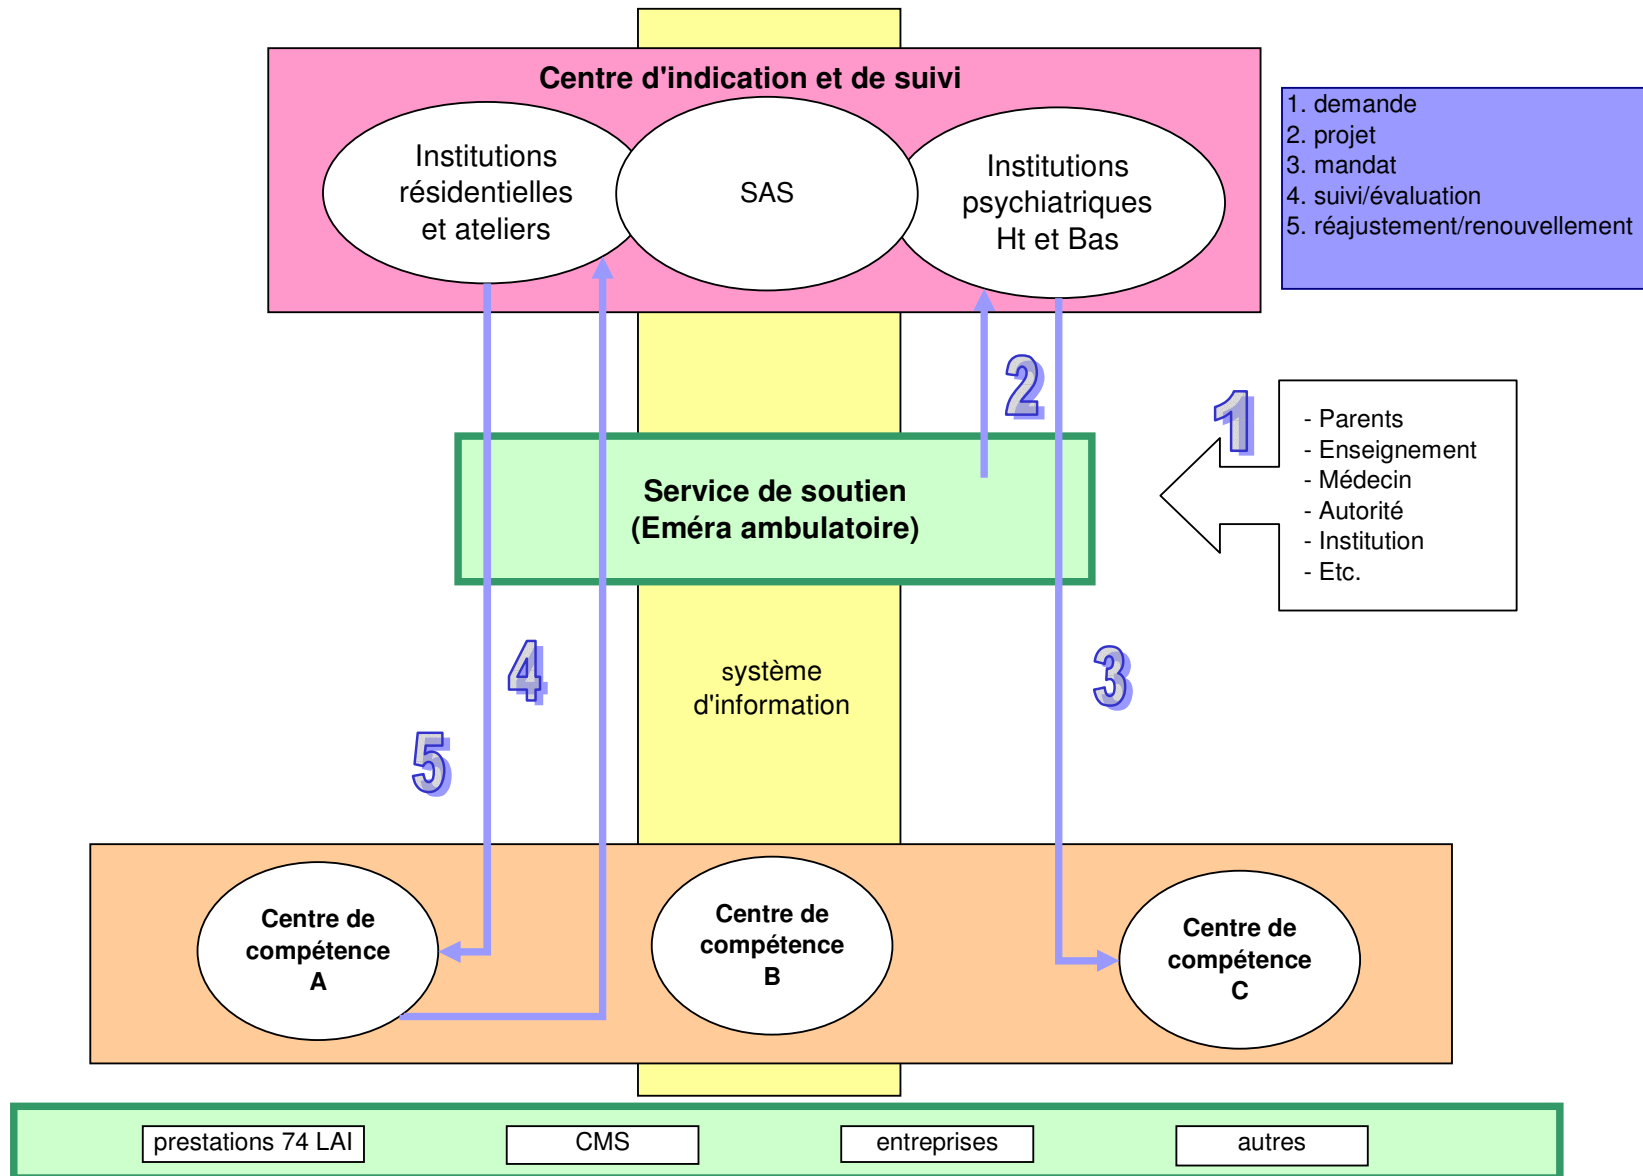 Centre d'indication et de suivi
Institutions
résidentielles
et ateliers
SAS
Institutions
psychiatriques
Ht et Bas
1. demande
2. projet
3. mandat
4. suivi/évaluation
5. réajustement/renouvellement
2
1
- Parents
- Enseignement
- Médecin
- Autorité
- Institution
- Etc.
Service de soutien
(Eméra ambulatoire)
4
3
système
d'information
5
Centre de
compétence
A
Centre de
compétence
B
Centre de
compétence
C
prestations 74 LAI
CMS
entreprises
autres